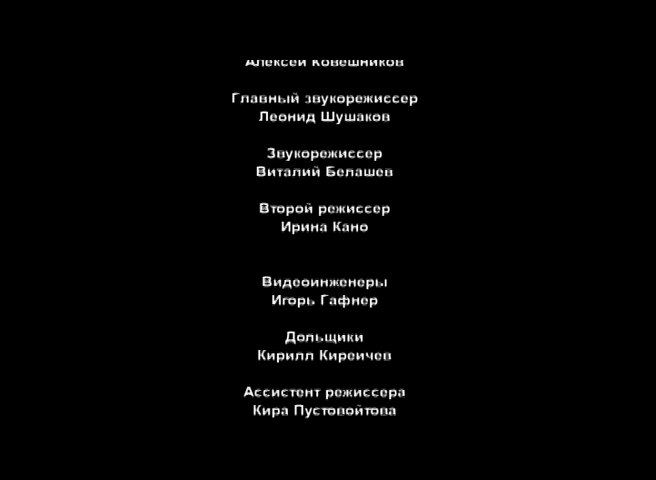 Алексей Ковешников
Главный звукорежиссер
Леонид Шушаков
Звукорежиссер
Виталий Белашев
Второй режиссер
Ирина Кано
Видеоинженеры
Игорь Гафнер
Дольщики
Кирилл Киреичев
Ассистент режиссера
Кира Пустовойтова